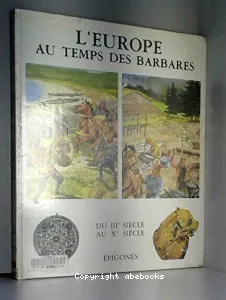 L'EUROPE
AU TEMPS DES BARBARES
DU IIIe SIÈCLE
AU Xe SIÈCLE
ÉPIGONES
Copyright abebooks